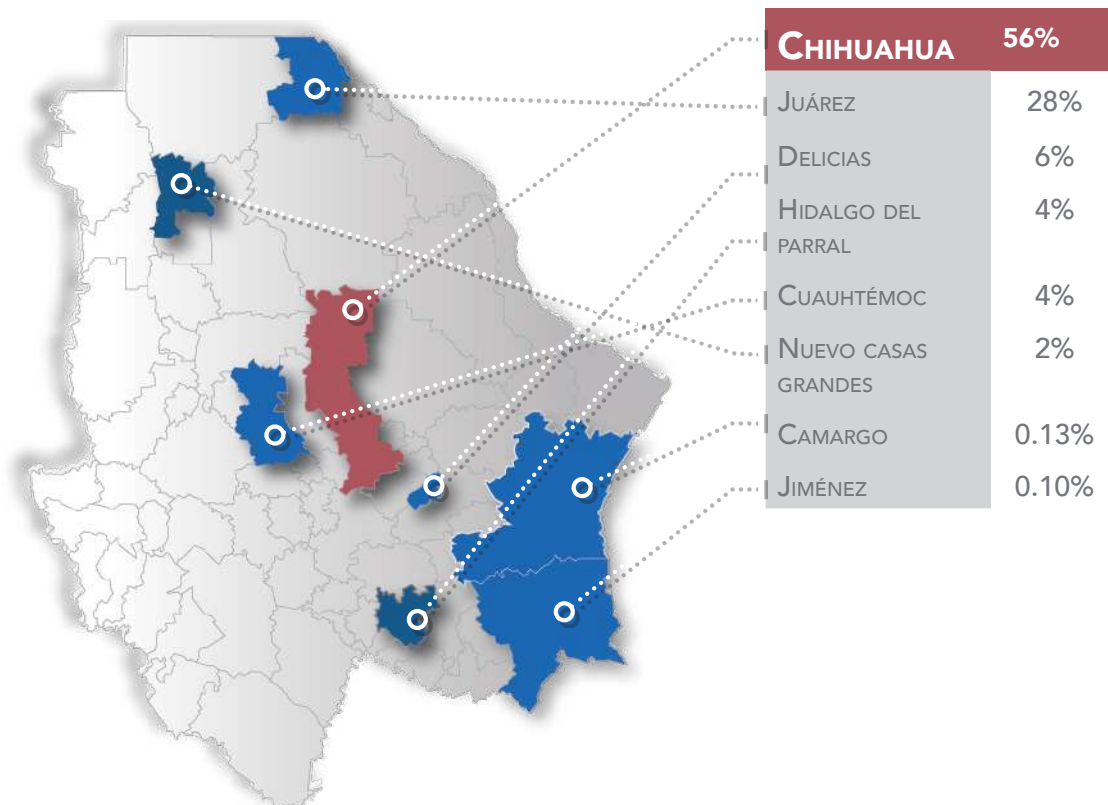 CHIHUAHUA 56%
JUÁREZ 28%
DELICIAS 6%
HIDALGO DEL 4%
PARRAL
CUAUHTÉMOC 4%
NUEVO CASAS 2%
GRANDES
CAMARGO 0.13%
JIMÉNEZ 0.10%